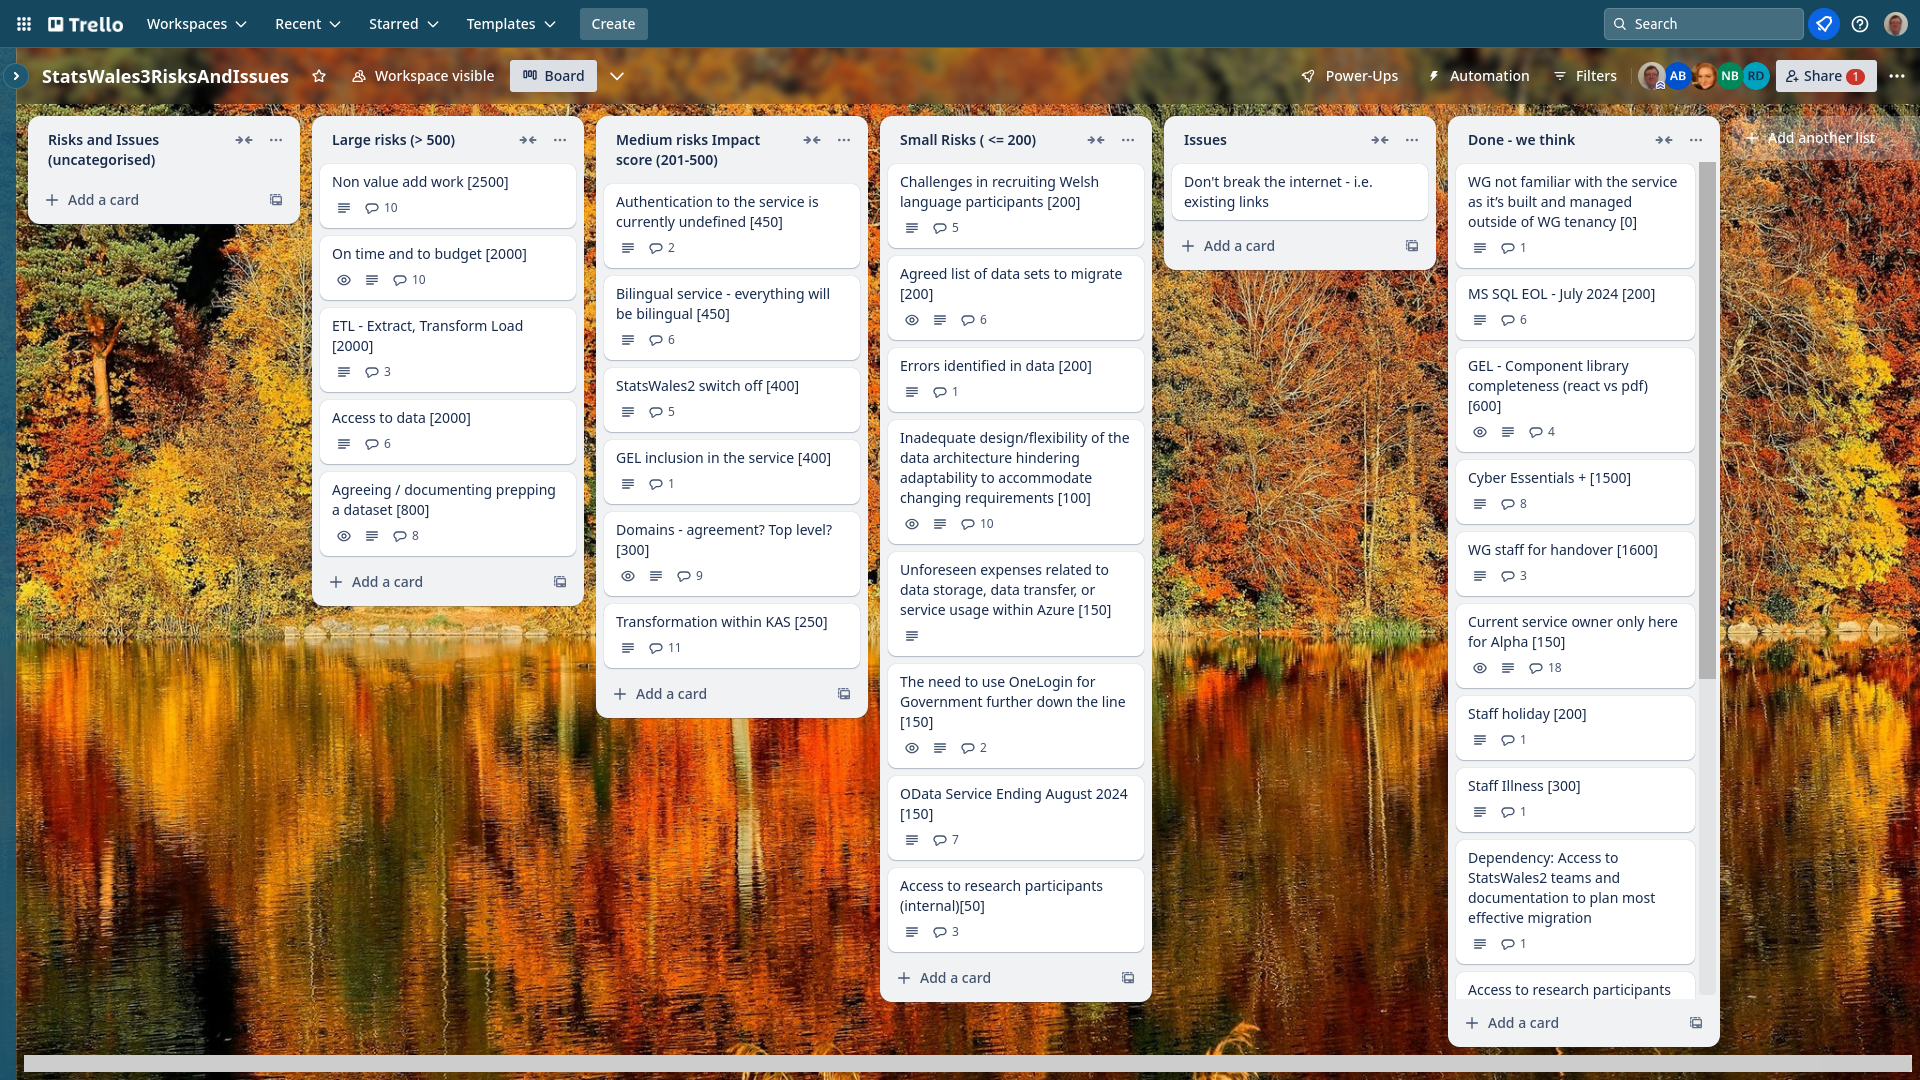 Trello
Workspaces
Recent
Starred
Templates
Create
Search
StatsWales3RisksAndIssues
Workspace visible
Board
Power-Ups
Automation
Filters
AB
NB
RD
Share
1
Risks and Issues
(uncategorised)
Add a card
Large risks (> 500)
Non value add work [2500]
10
On time and to budget [2000]
10
ETL - Extract, Transform Load
[2000]
3
Access to data [2000]
6
Agreeing / documenting prepping
a dataset [800]
8
Add a card
Medium risks Impact
score (201-500)
Authentication to the service is
currently undefined [450]
2
Bilingual service - everything will
be bilingual [450]
6
StatsWales2 switch off [400]
5
GEL inclusion in the service [400]
1
Domains - agreement? Top level?
[300]
9
Transformation within KAS [250]
11
Add a card
Small Risks ( <= 200)
Challenges in recruiting Welsh
language participants [200]
5
Agreed list of data sets to migrate
[200]
6
Errors identified in data [200]
1
Inadequate design/flexibility of the
data architecture hindering
adaptability to accommodate
changing requirements [100]
10
Unforeseen expenses related to
data storage, data transfer, or
service usage within Azure [150]
The need to use OneLogin for
Government further down the line
[150]
2
OData Service Ending August 2024
[150]
7
Access to research participants
(internal)[50]
3
Add a card
Issues
Don't break the internet - i.e.
existing links
Add a card
Done - we think
WG not familiar with the service
as it’s built and managed
outside of WG tenancy [0]
1
MS SQL EOL - July 2024 [200]
6
GEL - Component library
completeness (react vs pdf)
[600]
4
Cyber Essentials + [1500]
8
WG staff for handover [1600]
3
Current service owner only here
for Alpha [150]
18
Staff holiday [200]
1
Staff Illness [300]
1
Dependency: Access to
StatsWales2 teams and
documentation to plan most
effective migration
1
Access to research participants
Add a card
Add another list